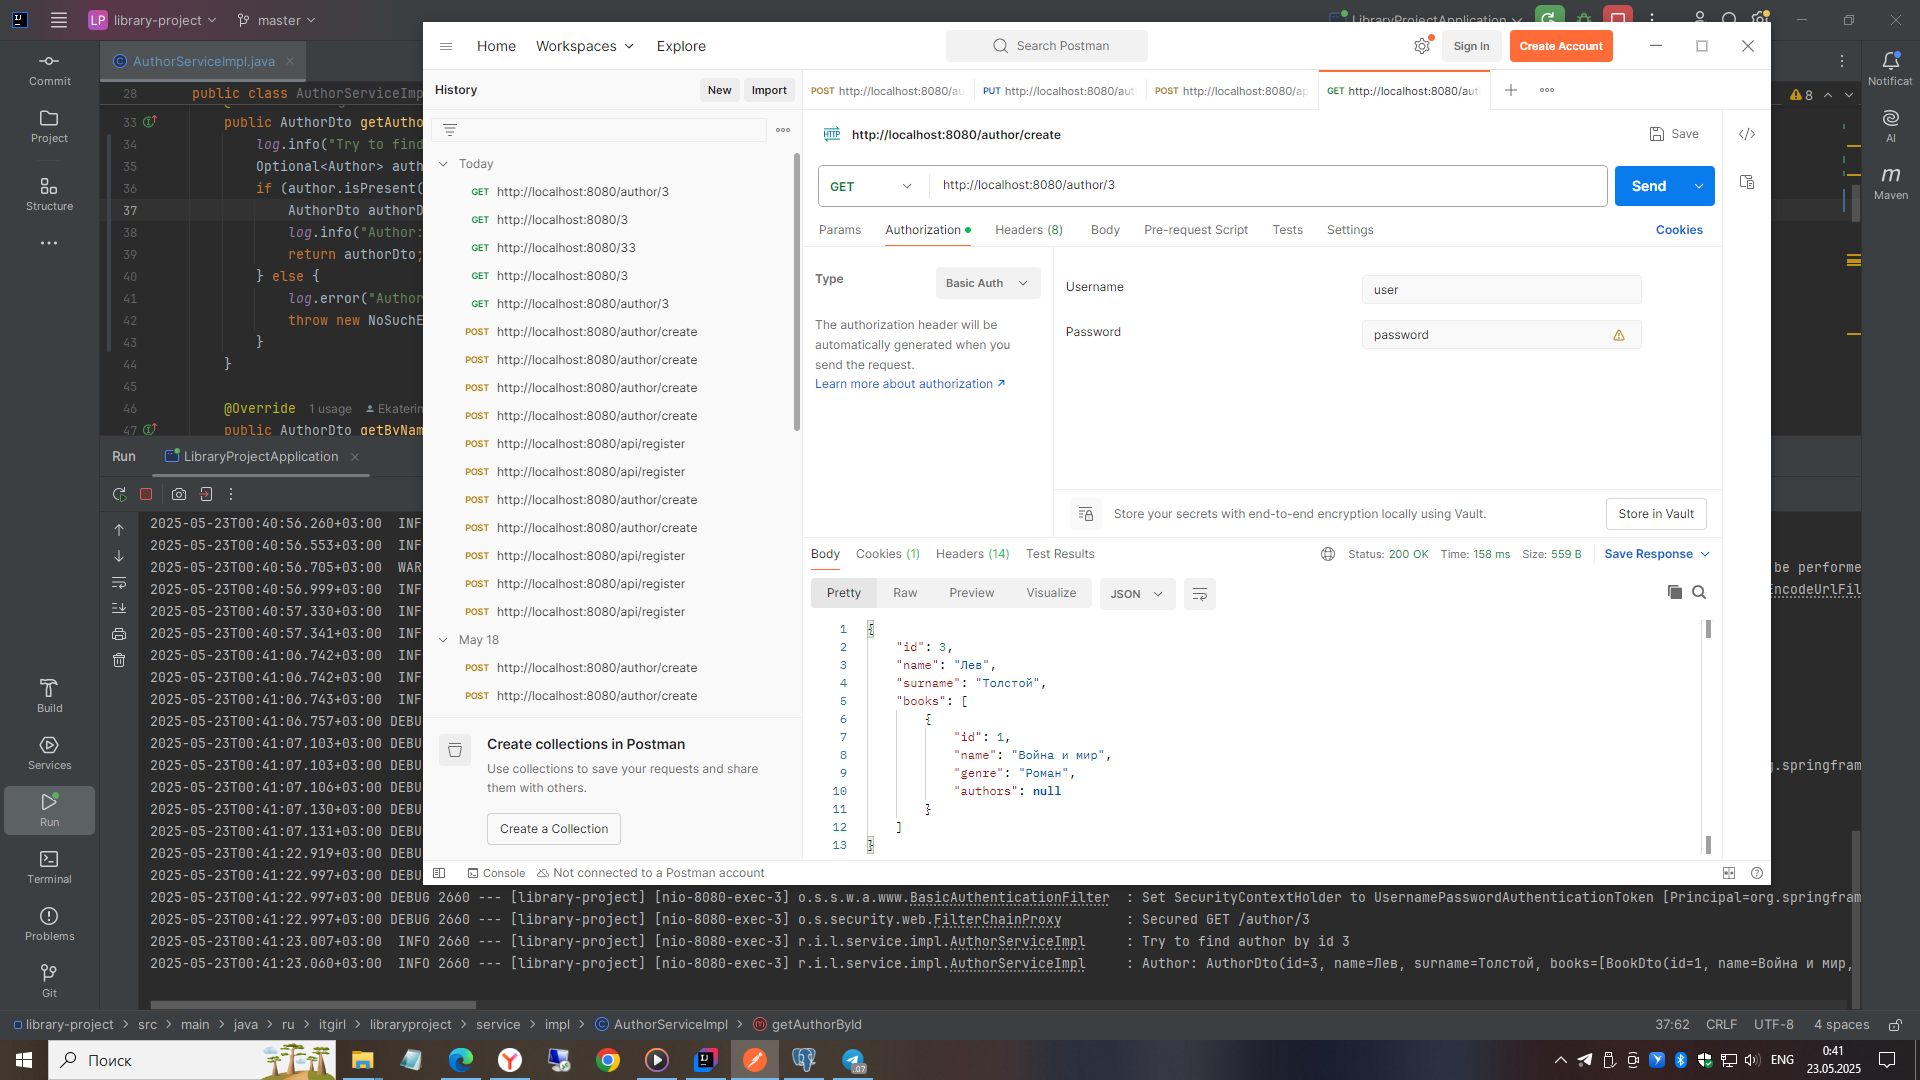 LP library-project master
LibraryProjectApplication
Commit
Project
Structure
AuthorServiceImpl.java
28 public class AuthorServiceImp
33 public AuthorDto getAutho
34 log.info("Try to find
35 Optional<Author> auth
36 if (author.isPresent(
37 AuthorDto authorD
38 log.info("Author:
39 return authorDto;
40 } else {
41 log.error("Author
42 throw new NoSuchE
43 }
44 }
45
46 @Override 1 usage Ekaterin
47 public AuthorDto getByNam
8
Notificat
AI
Maven
Home Workspaces Explore
Search Postman
Sign In Create Account
History New Import
Today
GET http://localhost:8080/author/3
GET http://localhost:8080/3
GET http://localhost:8080/33
GET http://localhost:8080/3
GET http://localhost:8080/author/3
POST http://localhost:8080/author/create
POST http://localhost:8080/author/create
POST http://localhost:8080/author/create
POST http://localhost:8080/author/create
POST http://localhost:8080/api/register
POST http://localhost:8080/api/register
POST http://localhost:8080/author/create
POST http://localhost:8080/author/create
POST http://localhost:8080/api/register
POST http://localhost:8080/api/register
POST http://localhost:8080/api/register
May 18
POST http://localhost:8080/author/create
POST http://localhost:8080/author/create
Create collections in Postman
Use collections to save your requests and share
them with others.
Create a Collection
POST http://localhost:8080/au PUT http://localhost:8080/aut POST http://localhost:8080/ap GET http://localhost:8080/aut
HTTP http://localhost:8080/author/create Save
GET http://localhost:8080/author/3 Send
Params Authorization Headers (8) Body Pre-request Script Tests Settings Cookies
Type Basic Auth
The authorization header will be
automatically generated when you
send the request.
Learn more about authorization
Username user
Password password
Store your secrets with end-to-end encryption locally using Vault. Store in Vault
Body Cookies (1) Headers (14) Test Results Status: 200 OK Time: 158 ms Size: 559 B Save Response
Pretty Raw Preview Visualize JSON
1 {
2 "id": 3,
3 "name": "Лев",
4 "surname": "Толстой",
5 "books": [
6 {
7 "id": 1,
8 "name": "Война и мир",
9 "genre": "Роман",
10 "authors": null
11 }
12 ]
13 }
Console Not connected to a Postman account
Run LibraryProjectApplication
2025-05-23T00:40:56.260+03:00 INF
2025-05-23T00:40:56.553+03:00 INF
2025-05-23T00:40:56.705+03:00 WAR be performe
2025-05-23T00:40:56.999+03:00 INF EncodeUrlFil
2025-05-23T00:40:57.330+03:00 INF
2025-05-23T00:40:57.341+03:00 INF
2025-05-23T00:41:06.742+03:00 INF
2025-05-23T00:41:06.742+03:00 INF
2025-05-23T00:41:06.743+03:00 INF
2025-05-23T00:41:06.757+03:00 DEBU
2025-05-23T00:41:07.103+03:00 DEBU
2025-05-23T00:41:07.103+03:00 DEBU g.springfram
2025-05-23T00:41:07.106+03:00 DEBU
2025-05-23T00:41:07.130+03:00 DEBU
2025-05-23T00:41:07.131+03:00 DEBU
2025-05-23T00:41:22.919+03:00 DEBU
2025-05-23T00:41:22.997+03:00 DEBU
2025-05-23T00:41:22.997+03:00 DEBUG 2660 --- [library-project] [nio-8080-exec-3] o.s.s.w.a.www.BasicAuthenticationFilter : Set SecurityContextHolder to UsernamePasswordAuthenticationToken [Principal=org.springfram
2025-05-23T00:41:22.997+03:00 DEBUG 2660 --- [library-project] [nio-8080-exec-3] o.s.security.web.FilterChainProxy : Secured GET /author/3
2025-05-23T00:41:23.007+03:00 INFO 2660 --- [library-project] [nio-8080-exec-3] r.i.l.service.impl.AuthorServiceImpl : Try to find author by id 3
2025-05-23T00:41:23.060+03:00 INFO 2660 --- [library-project] [nio-8080-exec-3] r.i.l.service.impl.AuthorServiceImpl : Author: AuthorDto(id=3, name=Лев, surname=Толстой, books=[BookDto(id=1, name=Война и мир,
Build
Services
Run
Terminal
Problems
Git
library-project > src > main > java > ru > itgirl > libraryproject > service > impl > AuthorServiceImpl > getAuthorById
37:62 CRLF UTF-8 4 spaces
Поиск
.07
ENG
0:41
23.05.2025